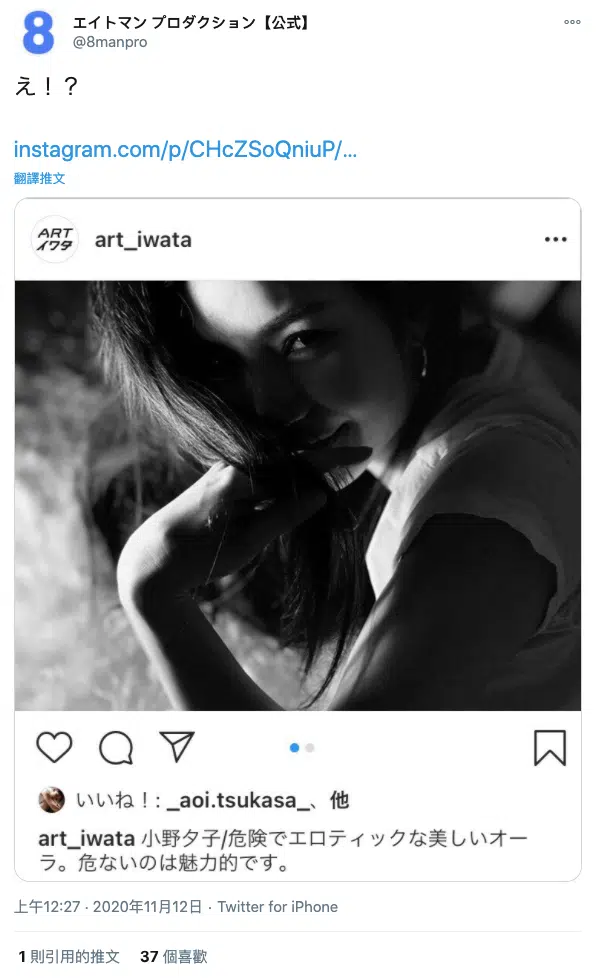 8
エイトマン プロダクション【公式】
@8manpro
え！？
instagram.com/p/CHcZSoQniuP/...
翻譯推文
ART
イワタ
art_iwata
いいね！: _aoi.tsukasa_、他
art_iwata 小野夕子/危険でエロティックな美しいオー
ラ。危ないのは魅力的です。
上午12:27 · 2020年11月12日 · Twitter for iPhone
1 則引用的推文 37 個喜歡